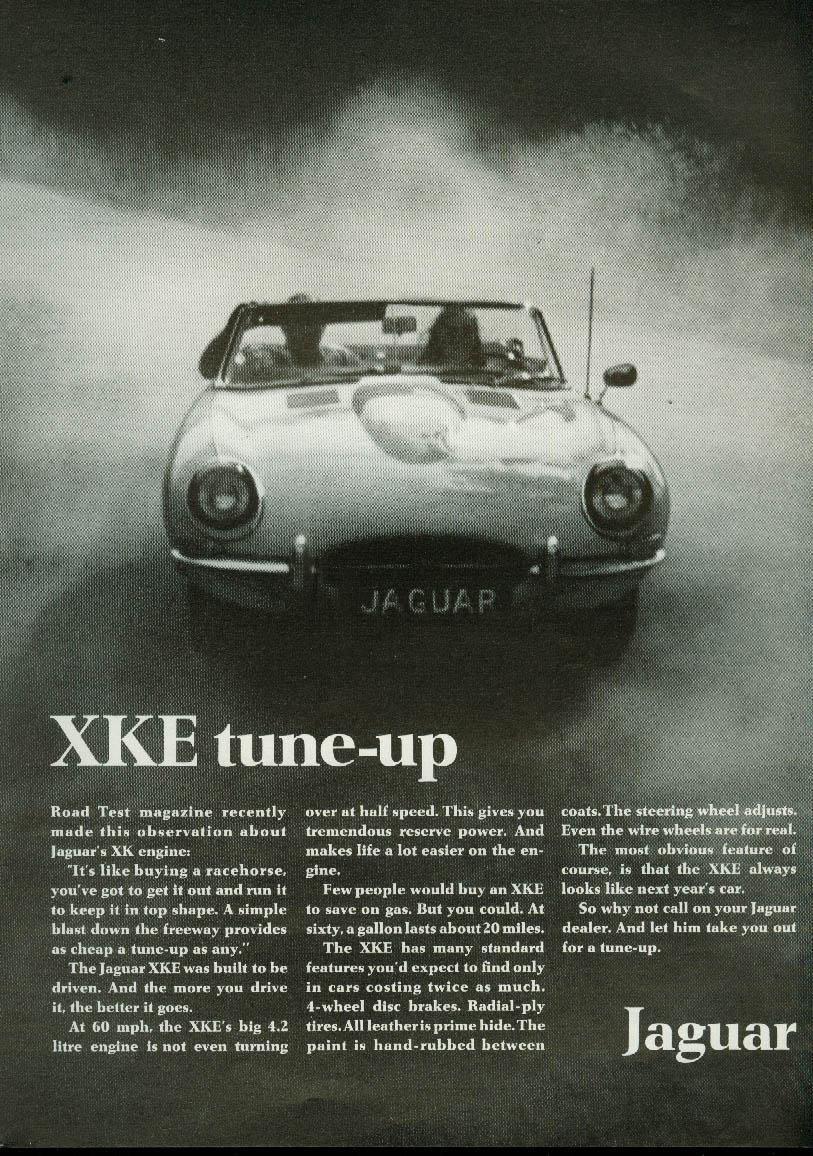 JAGUAR
XKE tune-up
Road Test magazine recently
made this observation about
Jaguar's XK engine:
"It's like buying a racehorse,
you've got to get it out and run it
to keep it in top shape. A simple
blast down the freeway provides
as cheap a tune-up as any."
The Jaguar XKE was built to be
driven. And the more you drive
it, the better it goes.
At 60 mph, the XKE's big 4.2
litre engine is not even turning
over at half speed. This gives you
tremendous reserve power. And
makes life a lot easier on the en-
gine.
Few people would buy an XKE
to save on gas. But you could. At
sixty, a gallon lasts about 20 miles.
The XKE has many standard
features you'd expect to find only
in cars costing twice as much.
4-wheel disc brakes. Radial-ply
tires. All leather is prime hide. The
paint is hand-rubbed between
coats. The steering wheel adjusts.
Even the wire wheels are for real.
The most obvious feature of
course, is that the XKE always
looks like next year's car.
So why not call on your Jaguar
dealer. And let him take you out
for a tune-up.
Jaguar